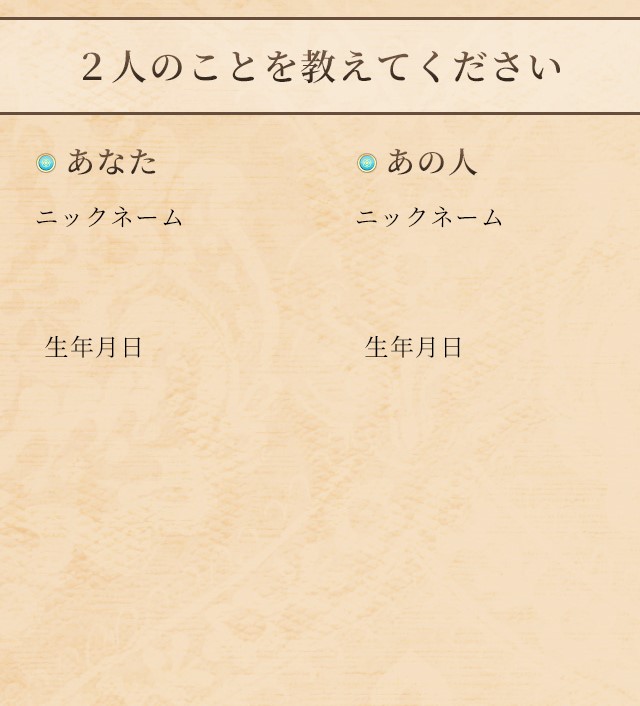 ２人のことを教えてください
あなた
ニックネーム
生年月日
あの人
ニックネーム
生年月日